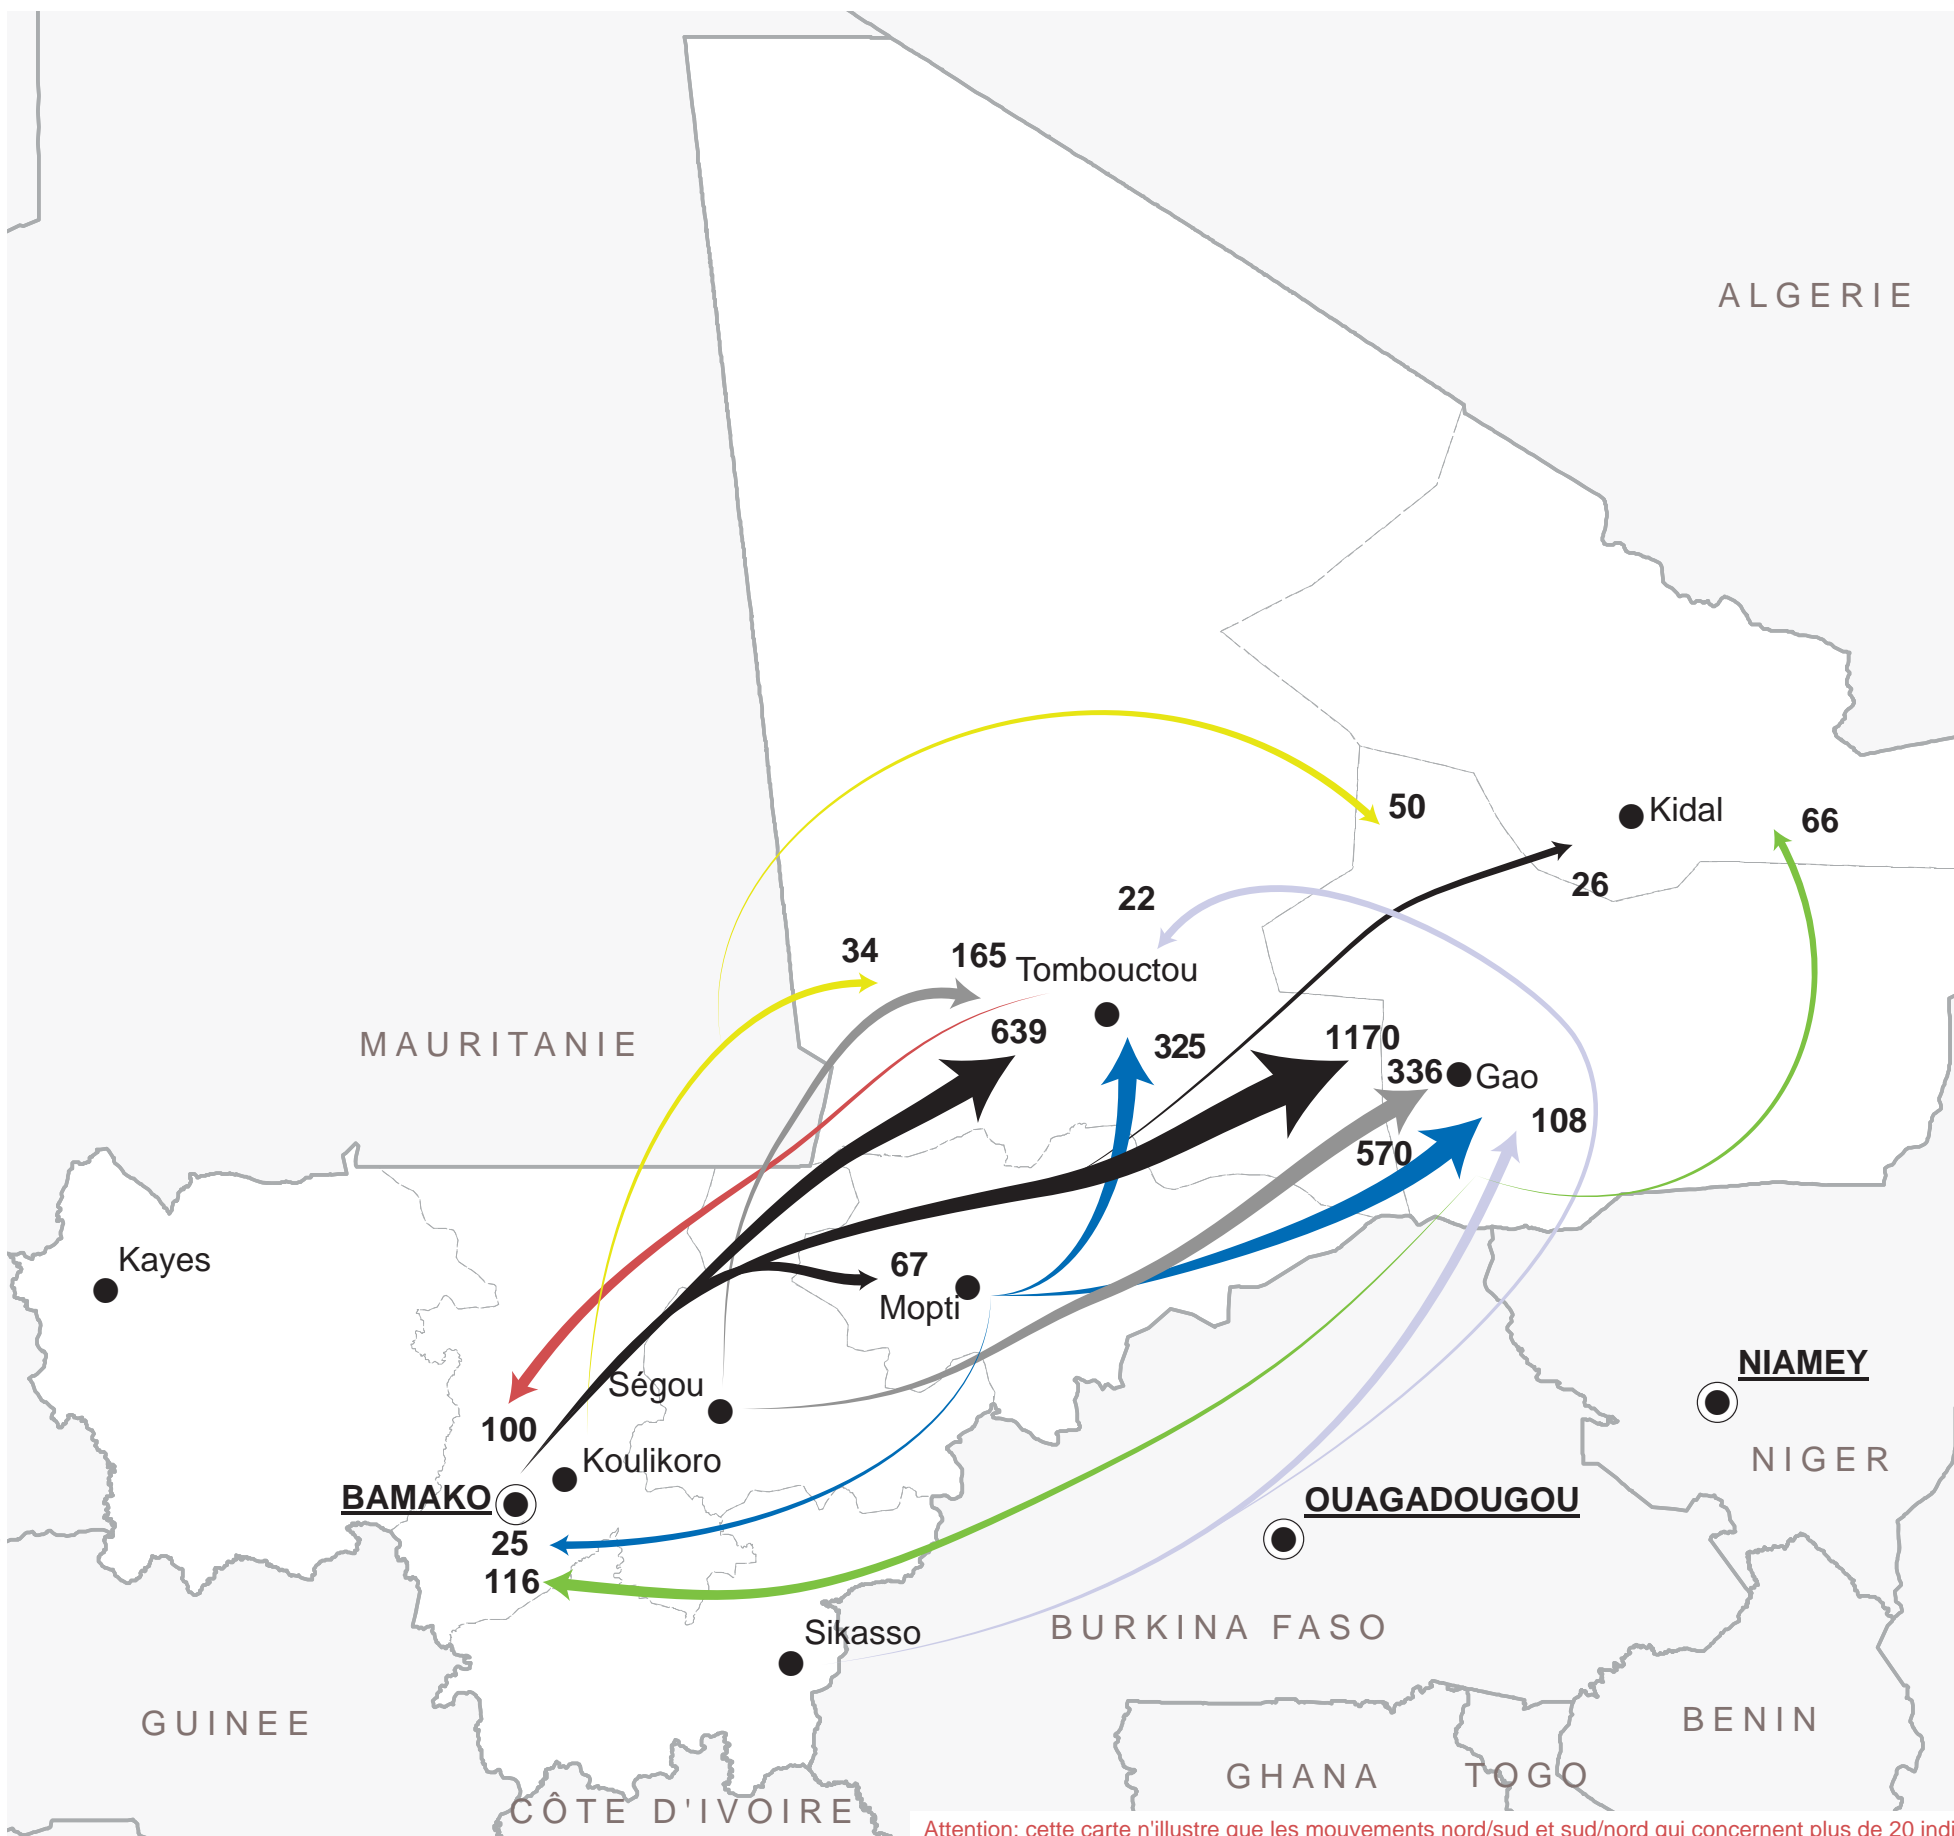 ALGERIE
50
Kidal
66
26
22
34
165
Tombouctou
MAURITANIE
639
325
1170
336
Gao
108
570
Kayes
67
Mopti
NIAMEY
Ségou
100
Koulikoro
NIGER
BAMAKO
OUAGADOUGOU
25
116
Sikasso
BURKINA FASO
GUINEE
BENIN
GHANA
TOGO
CÔTE D'IVOIRE
Attention: cette carte n'illustre que les mouvements nord/sud et sud/nord qui concernent plus de 20 indi